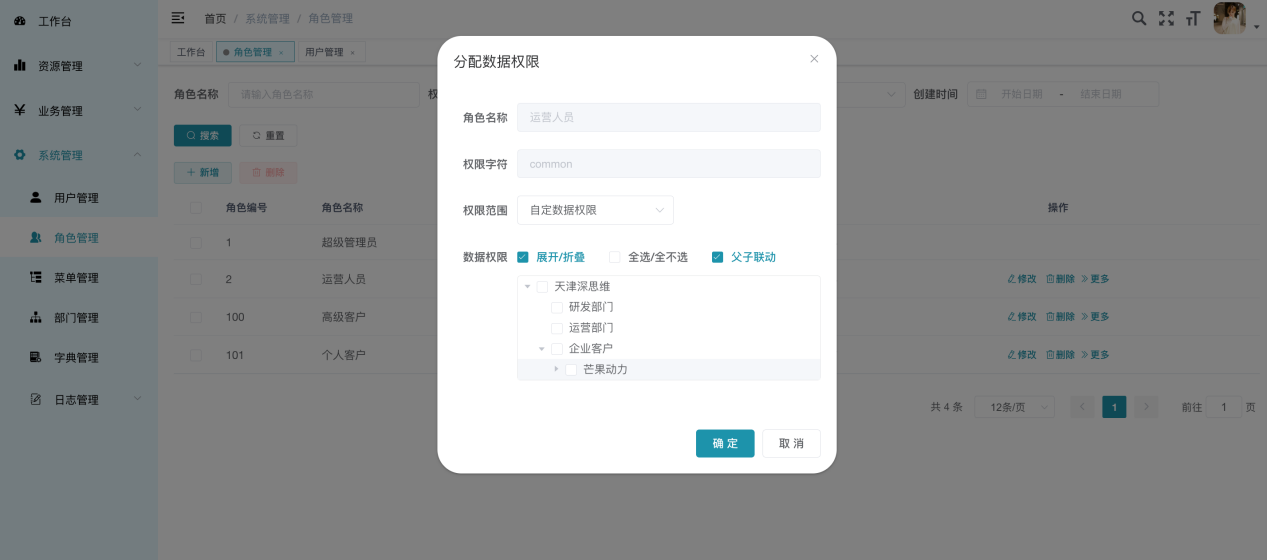 工作台
资源管理
业务管理
系统管理
用户管理
角色管理
菜单管理
部门管理
字典管理
日志管理
首页 / 系统管理 / 角色管理
工作台 角色管理 × 用户管理 ×
角色名称 请输入角色名称 权 创建时间 开始日期 - 结束日期
搜索 重置
新增 删除
角色编号 角色名称 操作
1 超级管理员
2 运营人员 修改 删除 更多
100 高级客户 修改 删除 更多
101 个人客户 修改 删除 更多
共 4 条 12条/页 1 前往 1 页
分配数据权限
角色名称 运营人员
权限字符 common
权限范围 自定数据权限
数据权限 展开/折叠 全选/全不选 父子联动
天津深思维
研发部门
运营部门
企业客户
芒果动力
确 定 取 消